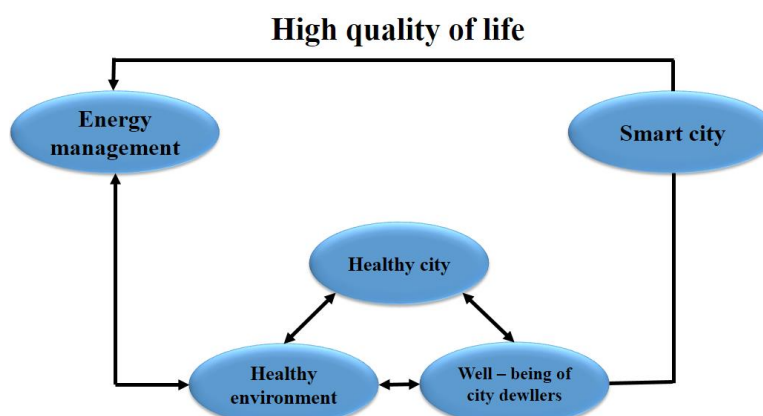 High quality of life
Energy
management
Smart city
Healthy city
Healthy
environment
Well – being of
city dewllers